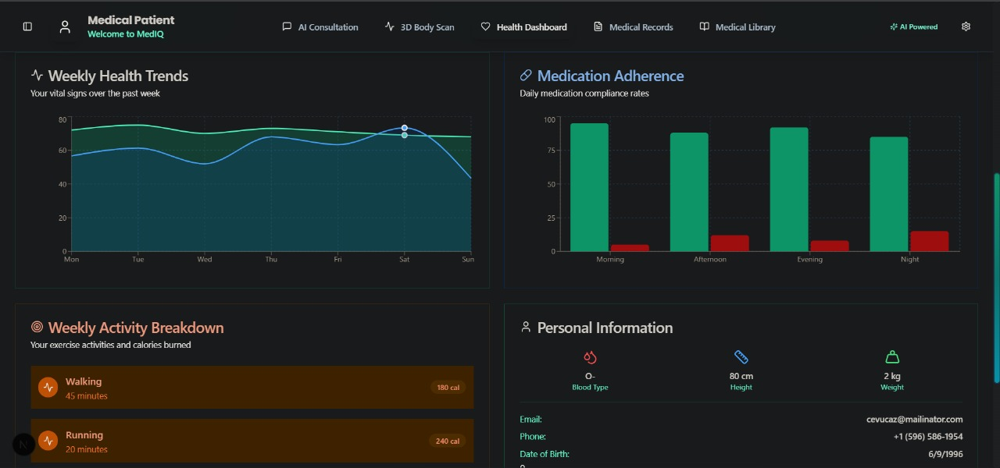 Medical Patient
Welcome to MedIQ
AI Consultation
3D Body Scan
Health Dashboard
Medical Records
Medical Library
AI Powered
Weekly Health Trends
Your vital signs over the past week
80
60
40
20
0
Mon Tue Wed Thu Fri Sat Sun
Medication Adherence
Daily medication compliance rates
100
75
50
25
0
Morning Afternoon Evening Night
Weekly Activity Breakdown
Your exercise activities and calories burned
Walking
45 minutes
180 cal
Running
20 minutes
240 cal
N
Personal Information
O- 80 cm 2 kg
Blood Type Height Weight
Email: cevucaz@mailinator.com
Phone: +1 (596) 586-1954
Date of Birth: 6/9/1996